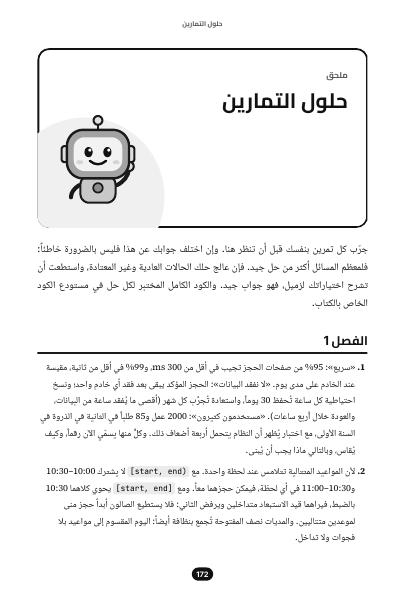 حلول التمارين
ملحق
حلول التمارين
جرّب كل تمرين بنفسك قبل أن تنظر هنا. وإن اختلف جوابك عن هذا فليس بالضرورة خاطئاً:
فلمعظم المسائل أكثر من حل جيد. فإن عالج حلك الحالات العادية وغير المعتادة، واستطعت أن
تشرح اختياراتك لزميل، فهو جواب جيد. والكود الكامل المختبر لكل حل في مستودع الكود
الخاص بالكتاب.
الفصل 1
1. «سريع»: 95% من صفحات الحجز تجيب في أقل من 300 ms، و99% في أقل من ثانية، مقيسة
عند الخادم على مدى يوم. «لا نفقد البيانات»: الحجز المؤكد يبقى بعد فقد أي خادم واحد؛ ونسخ
احتياطية كل ساعة تُحفظ 30 يوماً، واستعادة تُجرَّب كل شهر (أقصى ما يُفقد ساعة من البيانات،
والعودة خلال أربع ساعات). «مستخدمون كثيرون»: 2000 عمل و85 طلباً في الثانية في الذروة في
السنة الأولى، مع اختبار يُظهر أن النظام يتحمل أربعة أضعاف ذلك. وكلٌّ منها يسمّي الآن رقماً، وكيف
يُقاس، وبالتالي ماذا يجب أن يُبنى.
2. لأن المواعيد المتتالية تتلامس عند لحظة واحدة. مع [start, end) لا يشترك 10:00–10:30
و10:30–11:00 في أي لحظة، فيمكن حجزهما معاً. ومع [start, end] يحوي كلاهما 10:30
بالضبط، فيراهما قيد الاستبعاد متداخلين ويرفض الثاني: فلا يستطيع الصالون أبداً حجز متى
لموعدين متتاليين. والمديات نصف المفتوحة تُجمع بنظافة أيضاً: اليوم المقسوم إلى مواعيد بلا
فجوات ولا تداخل.
172